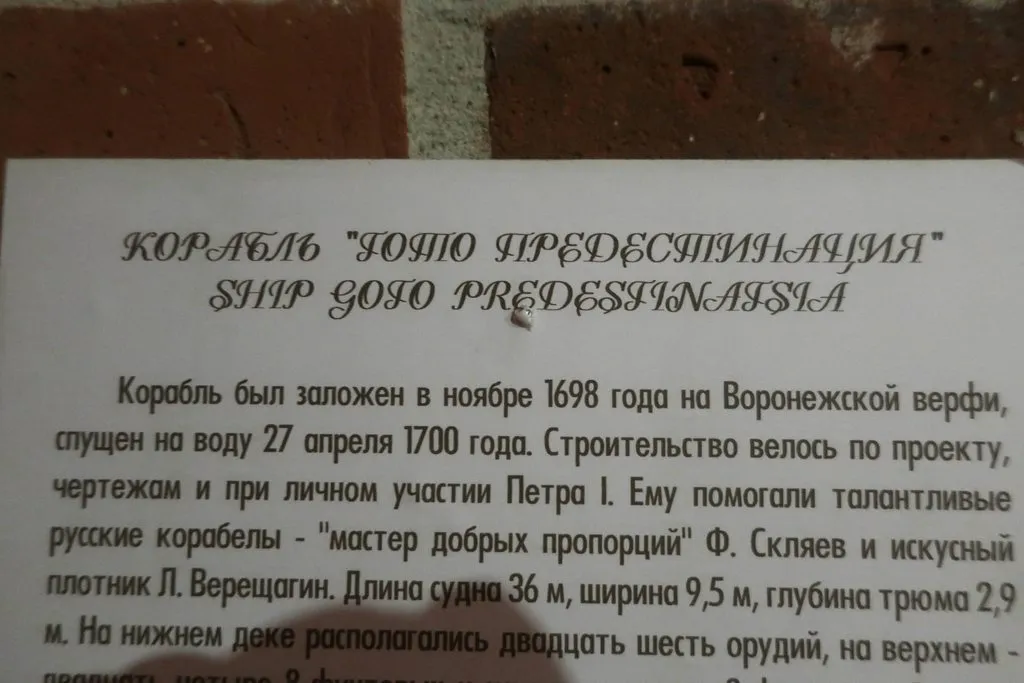 КОРАБЛЬ "ГОТО ПРЕДЕСТИНАЦИЯ"
SHIP GOTO PREDESTINATSIA
Корабль был заложен в ноябре 1698 года на Воронежской верфи,
спущен на воду 27 апреля 1700 года. Строительство велось по проекту,
чертежам и при личном участии Петра I. Ему помогали талантливые
русские корабелы - "мастер добрых пропорций" Ф. Скляев и искусный
плотник Л. Верещагин. Длина судна 36 м, ширина 9,5 м, глубина трюма 2,9
м. На нижнем деке располагались двадцать шесть орудий, на верхнем -
двадцать четыре 8